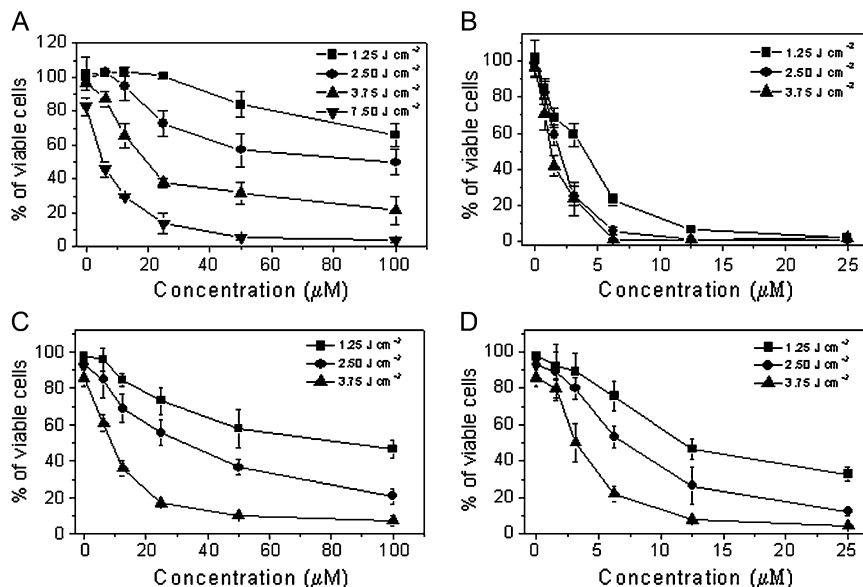 A
120
100
80
60
40
20
0
% of viable cells
1.25 J cm⁻²
2.50 J cm⁻²
3.75 J cm⁻²
7.50 J cm⁻²
0 20 40 60 80 100
Concentration (μM)
B
100
80
60
40
20
0
% of viable cells
1.25 J cm⁻²
2.50 J cm⁻²
3.75 J cm⁻²
0 5 10 15 20 25
Concentration (μM)
C
100
80
60
40
20
0
% of viable cells
1.25 J cm⁻²
2.50 J cm⁻²
3.75 J cm⁻²
0 20 40 60 80 100
Concentration (μM)
D
100
80
60
40
20
0
% of viable cells
1.25 J cm⁻²
2.50 J cm⁻²
3.75 J cm⁻²
0 5 10 15 20 25
Concentration (μM)